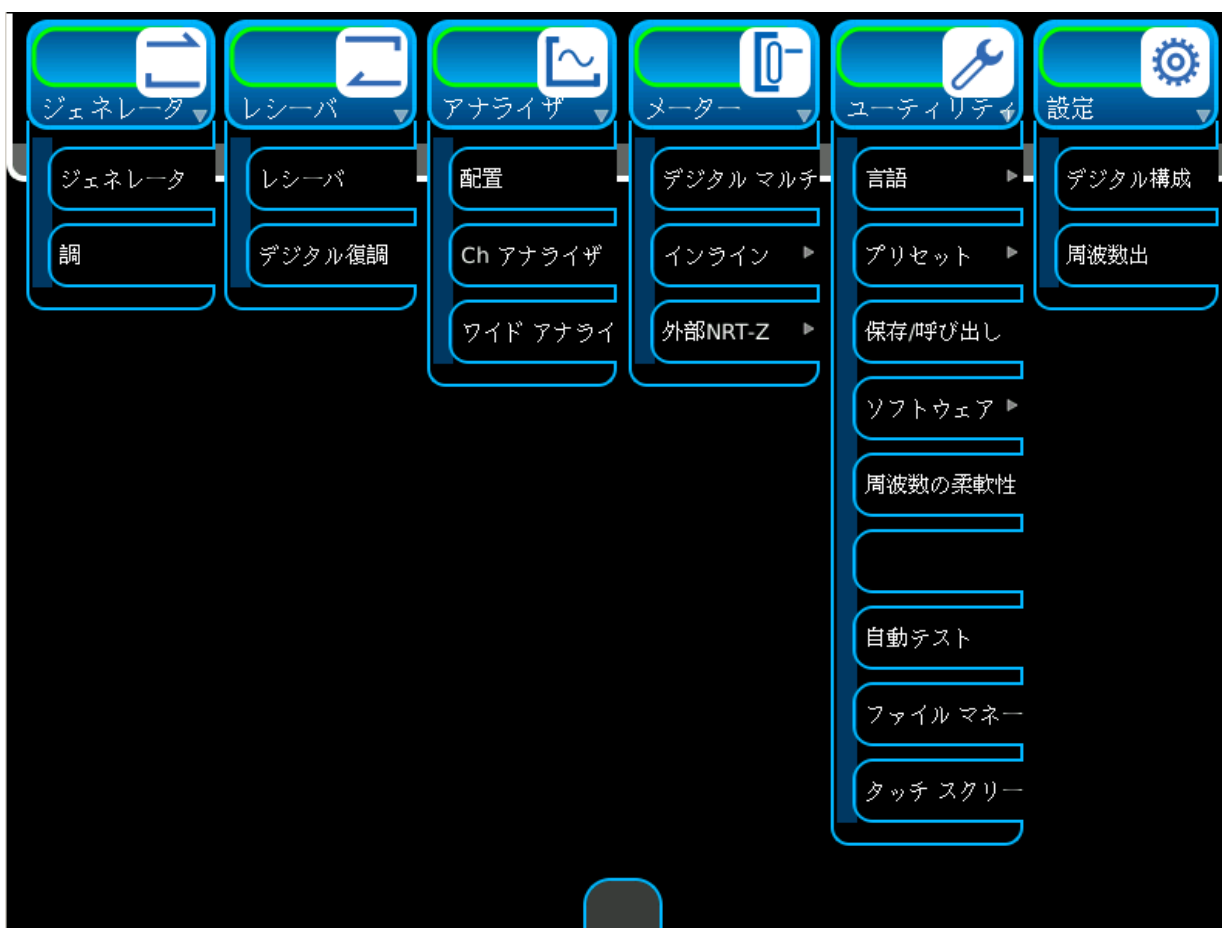 ジェネレータ
レシーバ
アナライザ
メーター
ユーティリティ
設定
ジェネレータ
調
レシーバ
デジタル復調
配置
Ch アナライザ
ワイド アナライ
デジタル マルチ
インライン
外部NRT-Z
言語
プリセット
保存/呼び出し
ソフトウェア
周波数の柔軟性
自動テスト
ファイル マネー
タッチ スクリー
デジタル構成
周波数出